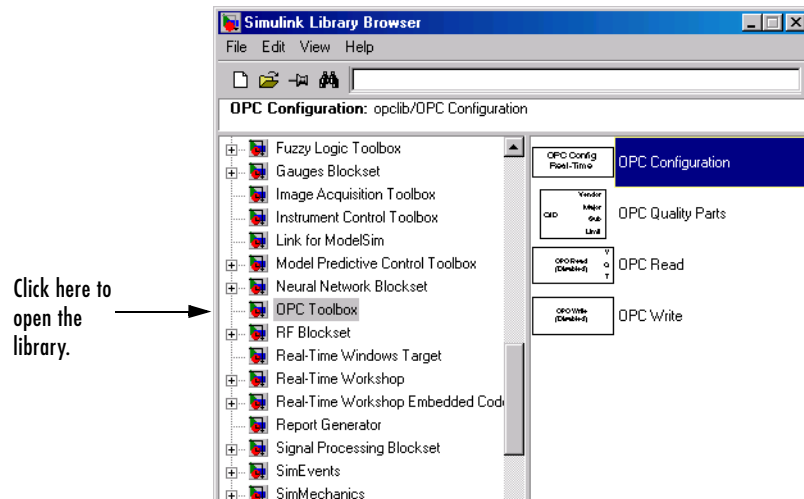 Simulink Library Browser
File Edit View Help
OPC Configuration: opclib/OPC Configuration
Fuzzy Logic Toolbox
Gauges Blockset
Image Acquisition Toolbox
Instrument Control Toolbox
Link for ModelSim
Model Predictive Control Toolbox
Neural Network Blockset
OPC Toolbox
RF Blockset
Real-Time Windows Target
Real-Time Workshop
Real-Time Workshop Embedded Code
Report Generator
Signal Processing Blockset
SimEvents
SimMechanics
OPC Config
Real-Time
OPC Configuration
Vendor
Major
QID
Sub
Limit
OPC Quality Parts
OPC Read
(Disabled)
V
Q
T
OPC Read
OPC Write
(Disabled)
OPC Write
Click here to
open the
library.